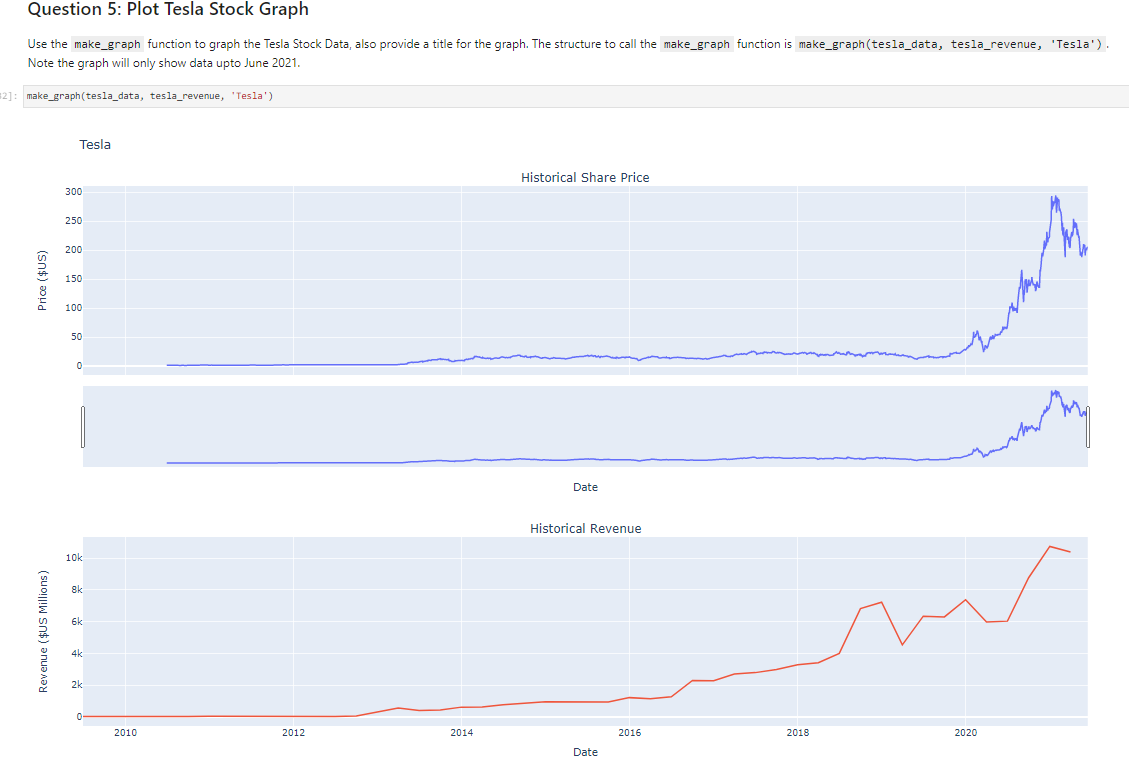 Question 5: Plot Tesla Stock Graph
Use the make_graph function to graph the Tesla Stock Data, also provide a title for the graph. The structure to call the make_graph function is make_graph(tesla_data, tesla_revenue, 'Tesla').
Note the graph will only show data upto June 2021.
2]: make_graph(tesla_data, tesla_revenue, 'Tesla')
Tesla
Historical Share Price
300
250
200
150
100
50
0
Price ($US)
Date
Historical Revenue
10k
8k
6k
4k
2k
0
Revenue ($US Millions)
2010 2012 2014 2016 2018 2020
Date